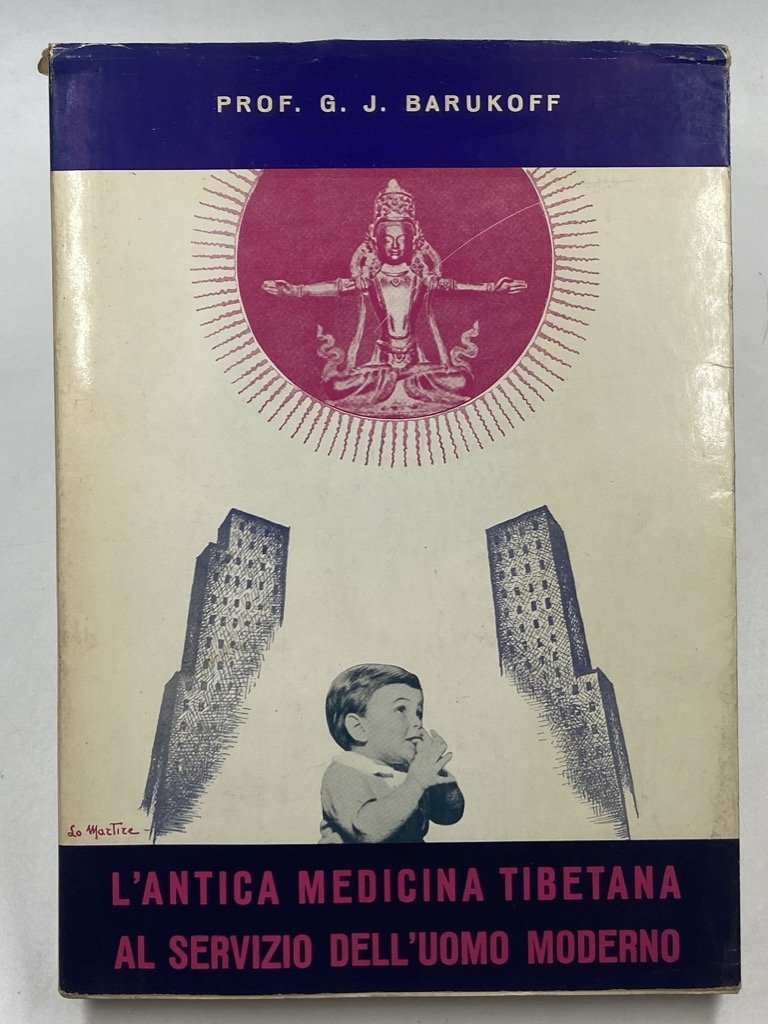 PROF. G. J. BARUKOFF
Lo Martire
L'ANTICA MEDICINA TIBETANA
AL SERVIZIO DELL'UOMO MODERNO